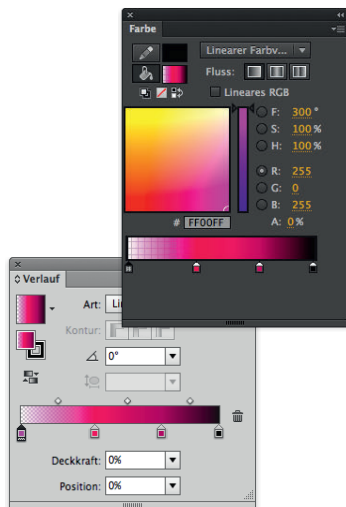 Farbe
Linearer Farbv...
Fluss:
Lineares RGB
F: 300 °
S: 100 %
H: 100 %
R: 255
G: 0
B: 255
# FF00FF
A: 0 %
Verlauf
Art: Li
Kontur:
0°
Deckkraft: 0%
Position: 0%